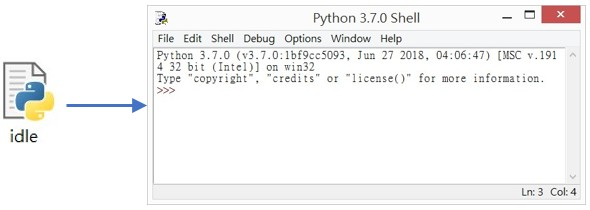 Python 3.7.0 Shell
File Edit Shell Debug Options Window Help
Python 3.7.0 (v3.7.0:1bf9cc5093, Jun 27 2018, 04:06:47) [MSC v.191
4 32 bit (Intel)] on win32
Type "copyright", "credits" or "license()" for more information.
>>>
idle
Ln: 3 Col: 4